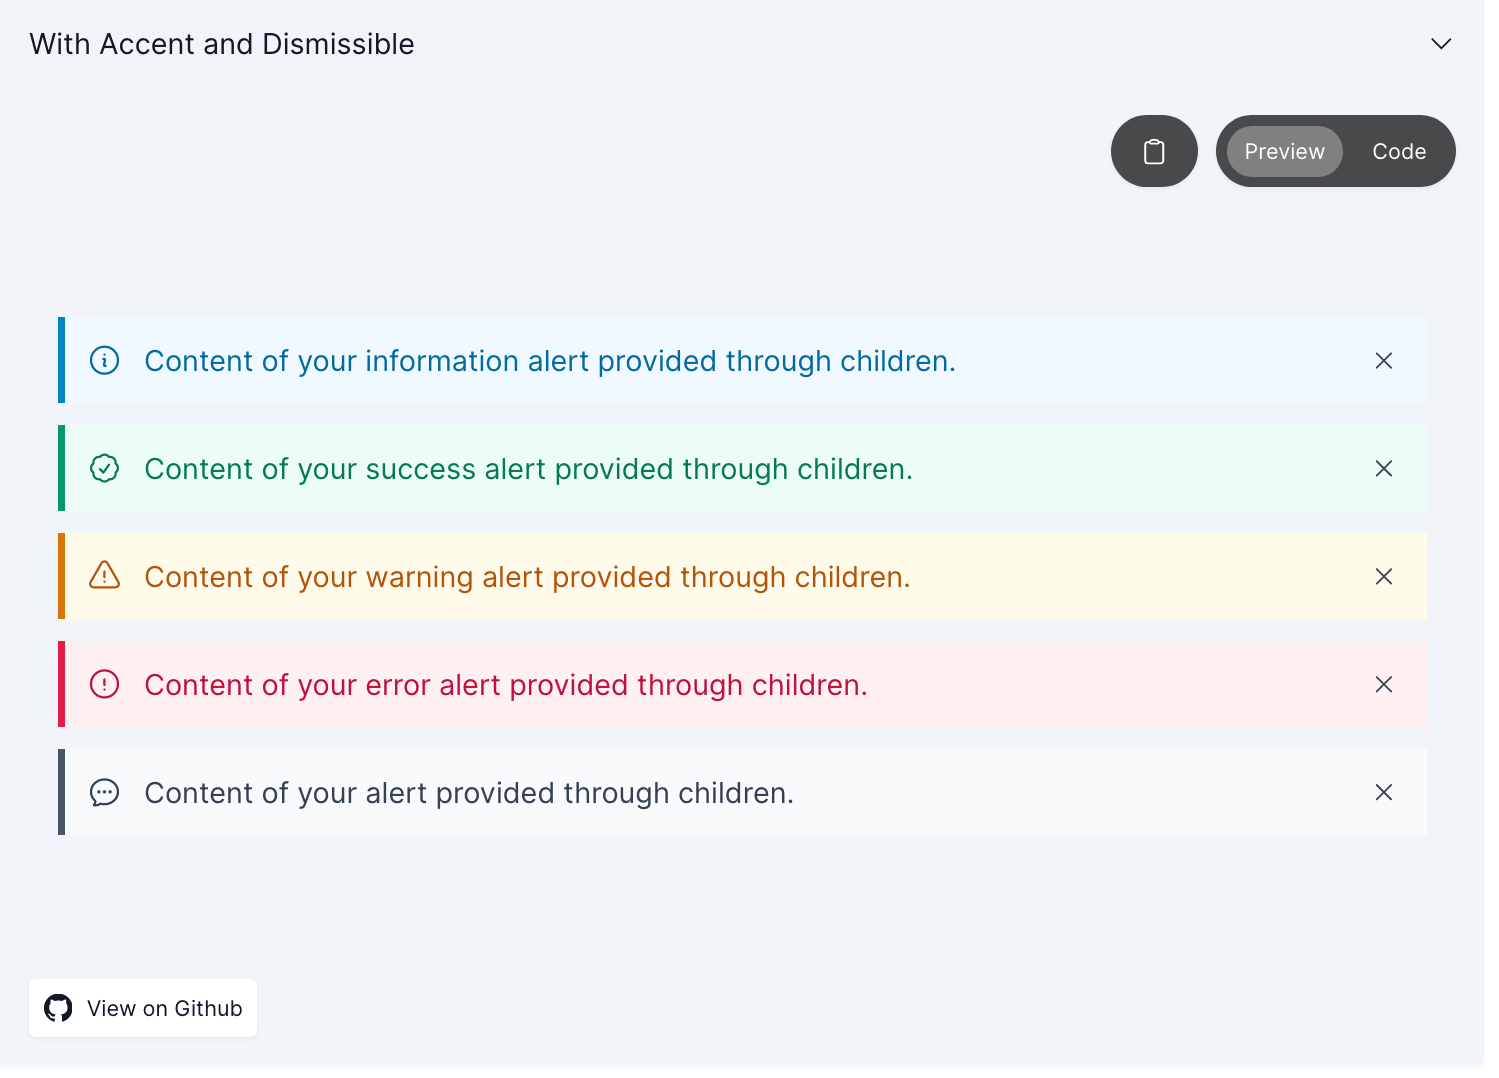 With Accent and Dismissible
Preview Code
Content of your information alert provided through children.
Content of your success alert provided through children.
Content of your warning alert provided through children.
Content of your error alert provided through children.
Content of your alert provided through children.
View on Github